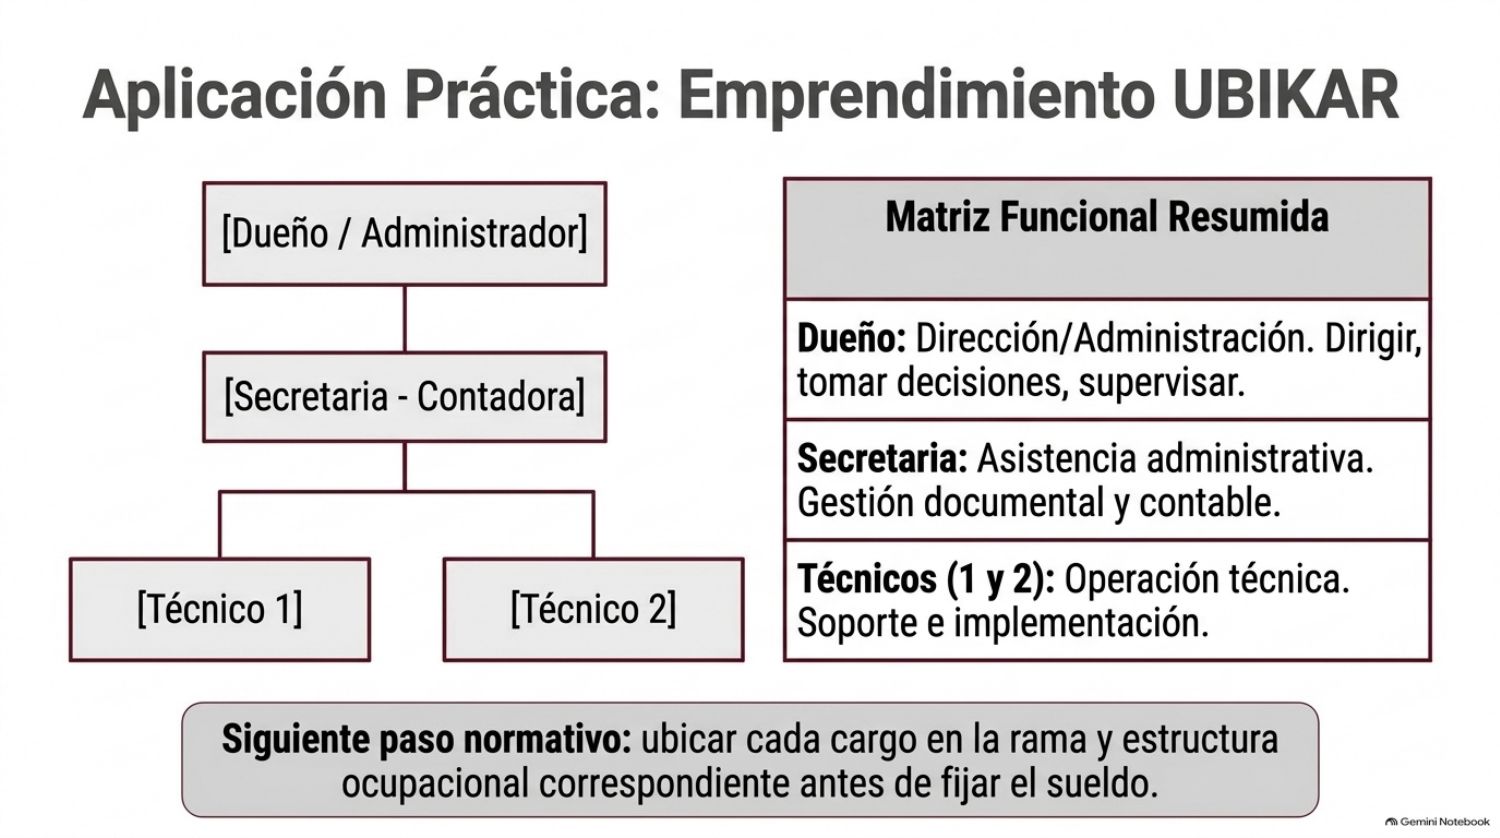 Aplicación Práctica: Emprendimiento UBIKAR
[Dueño / Administrador]
[Secretaria - Contadora]
[Técnico 1]
[Técnico 2]
Matriz Funcional Resumida
Dueño: Dirección/Administración. Dirigir,
tomar decisiones, supervisar.
Secretaria: Asistencia administrativa.
Gestión documental y contable.
Técnicos (1 y 2): Operación técnica.
Soporte e implementación.
Siguiente paso normativo: ubicar cada cargo en la rama y estructura
ocupacional correspondiente antes de fijar el sueldo.
Gemini Notebook